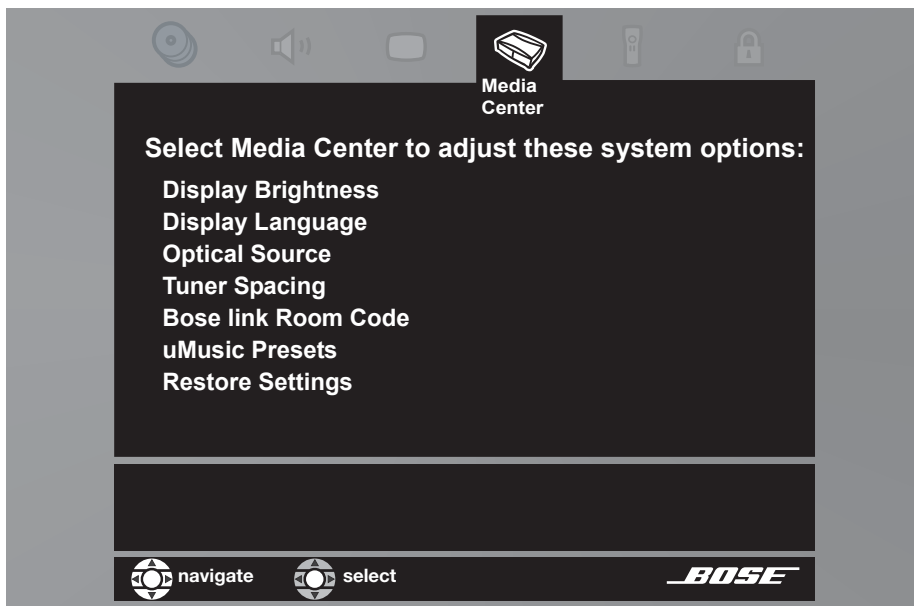 Media
Center
Select Media Center to adjust these system options:
Display Brightness
Display Language
Optical Source
Tuner Spacing
Bose link Room Code
uMusic Presets
Restore Settings
navigate select BOSE